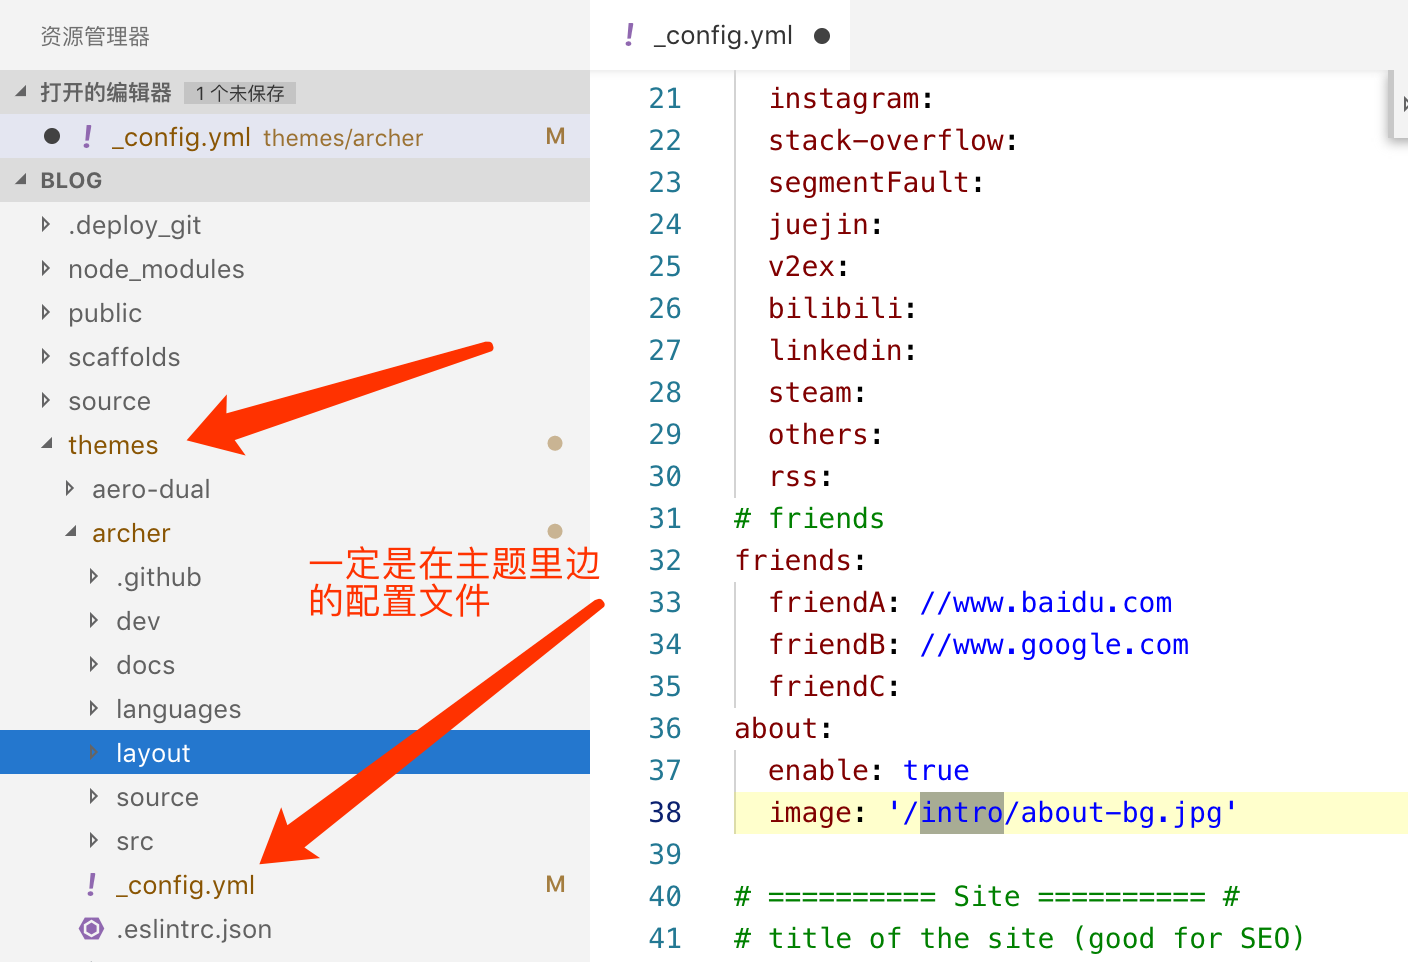 资源管理器
打开的编辑器 1 个未保存
_config.yml themes/archer M
BLOG
.deploy_git
node_modules
public
scaffolds
source
themes
aero-dual
archer
.github
dev
docs
languages
layout
source
src
_config.yml M
.eslintrc.json
一定是在主题里边
的配置文件
_config.yml
21 instagram:
22 stack-overflow:
23 segmentFault:
24 juejin:
25 v2ex:
26 bilibili:
27 linkedin:
28 steam:
29 others:
30 rss:
31 # friends
32 friends:
33 friendA: //www.baidu.com
34 friendB: //www.google.com
35 friendC:
36 about:
37 enable: true
38 image: '/intro/about-bg.jpg'
39
40 # ========== Site ========== #
41 # title of the site (good for SEO)